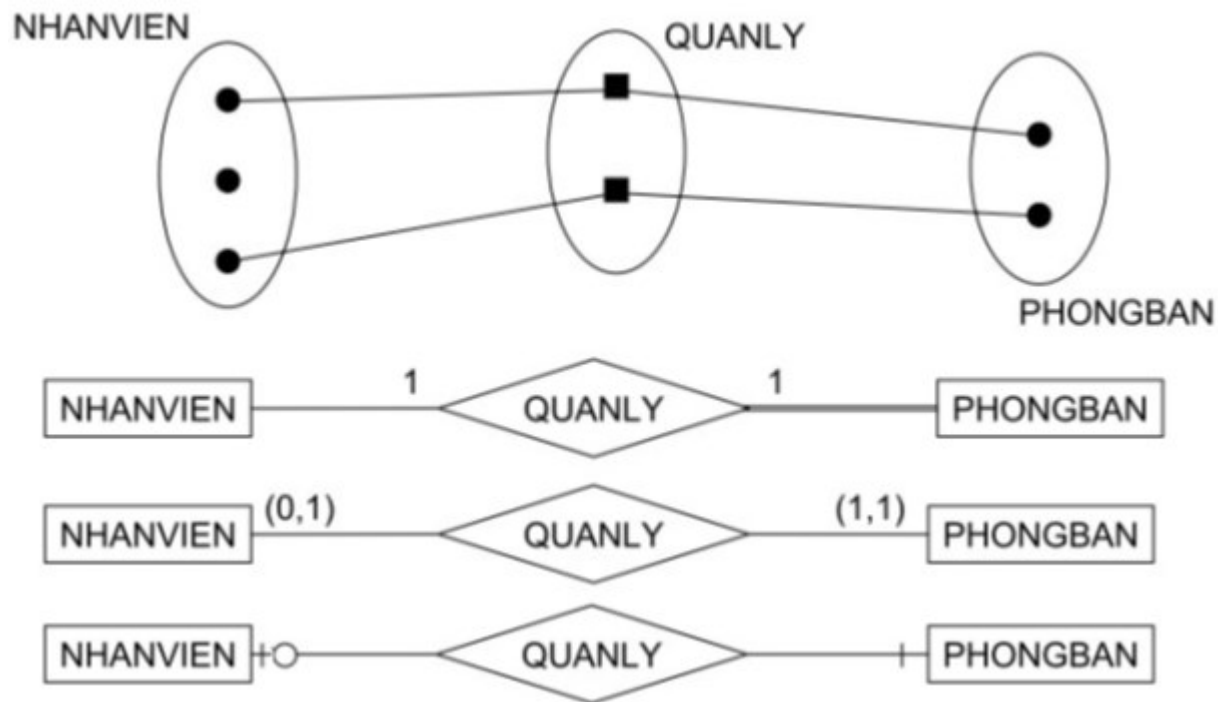 NHANVIEN
QUANLY
PHONGBAN
NHANVIEN 1 QUANLY 1 PHONGBAN
NHANVIEN (0,1) QUANLY (1,1) PHONGBAN
NHANVIEN QUANLY PHONGBAN